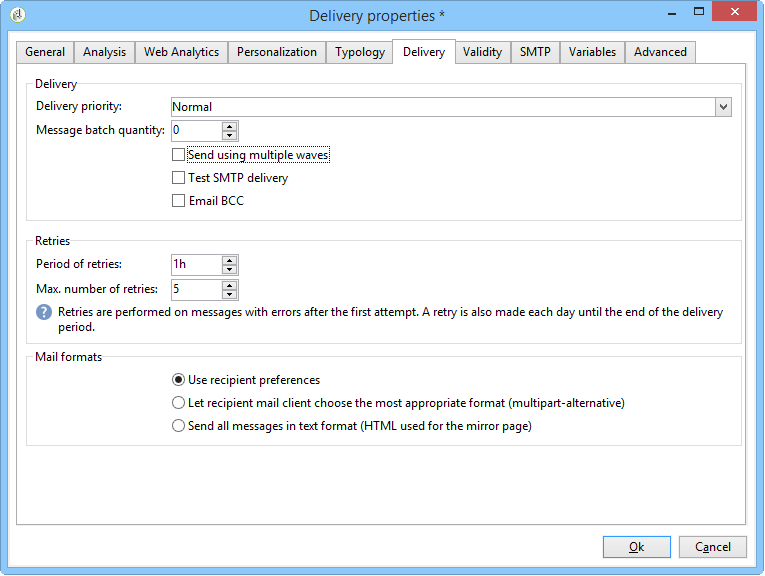 Delivery properties *
General Analysis Web Analytics Personalization Typology Delivery Validity SMTP Variables Advanced
Delivery
Delivery priority: Normal
Message batch quantity: 0
Send using multiple waves
Test SMTP delivery
Email BCC
Retries
Period of retries: 1h
Max. number of retries: 5
? Retries are performed on messages with errors after the first attempt. A retry is also made each day until the end of the delivery
period.
Mail formats
Use recipient preferences
Let recipient mail client choose the most appropriate format (multipart-alternative)
Send all messages in text format (HTML used for the mirror page)
Ok Cancel